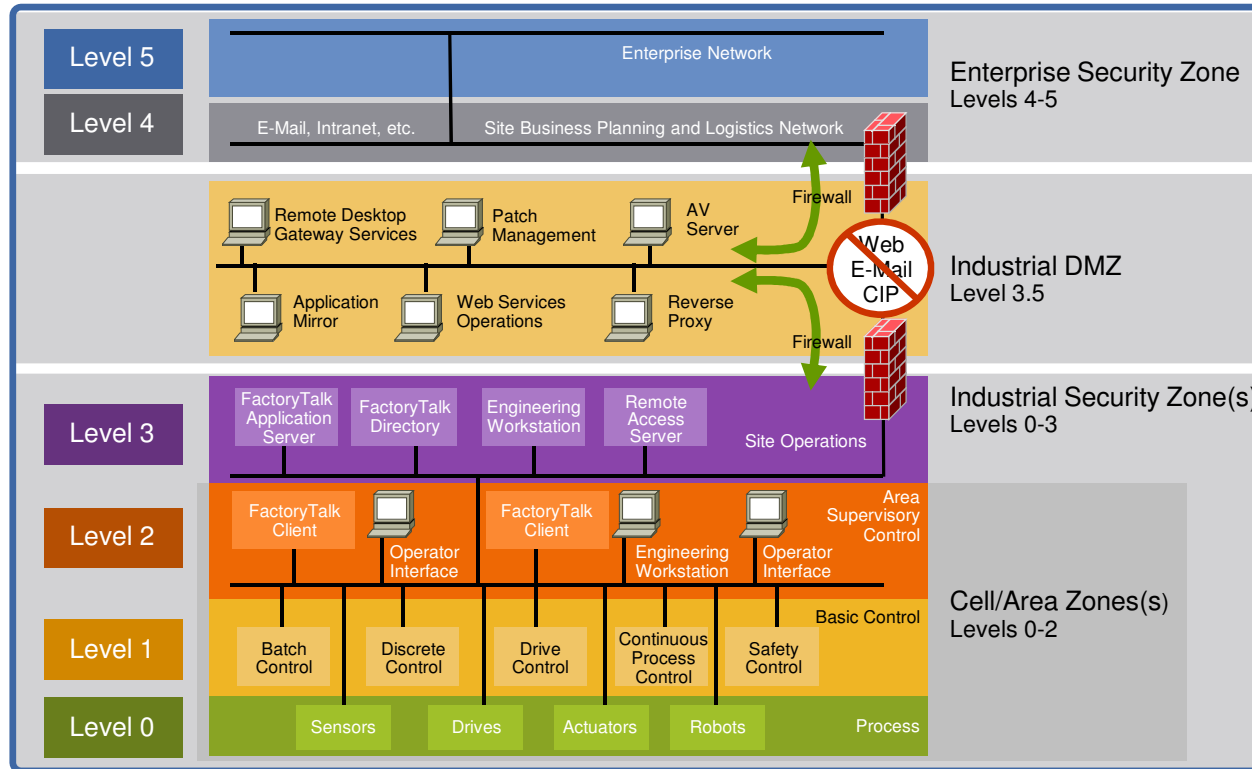 Level 5
Enterprise Network
Enterprise Security Zone
Levels 4-5
Level 4
E-Mail, Intranet, etc.
Site Business Planning and Logistics Network
Firewall
Remote Desktop
Gateway Services
Patch
Management
AV
Server
Web
E-Mail
CIP
Industrial DMZ
Level 3.5
Application
Mirror
Web Services
Operations
Reverse
Proxy
Firewall
Level 3
FactoryTalk
Application
Server
FactoryTalk
Directory
Engineering
Workstation
Remote
Access
Server
Site Operations
Industrial Security Zone(s)
Levels 0-3
Level 2
FactoryTalk
Client
Operator
Interface
FactoryTalk
Client
Engineering
Workstation
Operator
Interface
Area
Supervisory
Control
Cell/Area Zones(s)
Levels 0-2
Level 1
Basic Control
Batch
Control
Discrete
Control
Drive
Control
Continuous
Process
Control
Safety
Control
Level 0
Sensors
Drives
Actuators
Robots
Process